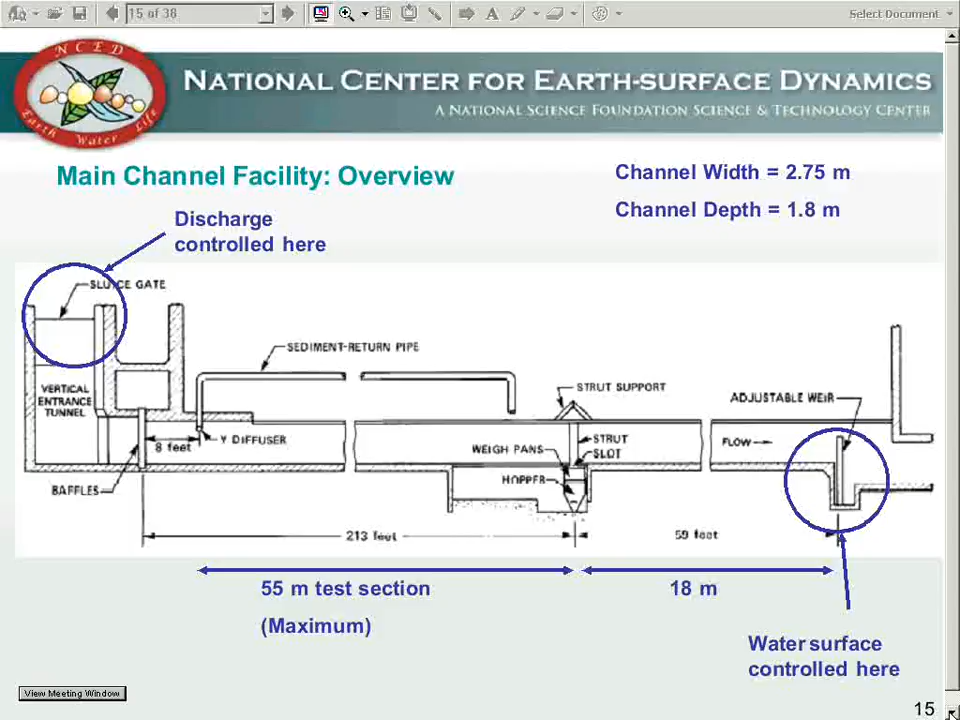 15 of 38
Select Document
NCED
Earth Water Life
NATIONAL CENTER FOR EARTH-SURFACE DYNAMICS
A NATIONAL SCIENCE FOUNDATION SCIENCE & TECHNOLOGY CENTER
Main Channel Facility: Overview
Channel Width = 2.75 m
Channel Depth = 1.8 m
Discharge
controlled here
SLUICE GATE
SEDIMENT-RETURN PIPE
STRUT SUPPORT
ADJUSTABLE WEIR
VERTICAL
ENTRANCE
TUNNEL
8 feet
Y DIFFUSER
WEIGH PANS
STRUT
SLOT
FLOW
HOPPER
BAFFLES
213 feet
59 feet
55 m test section
(Maximum)
18 m
Water surface
controlled here
View Meeting Window
15